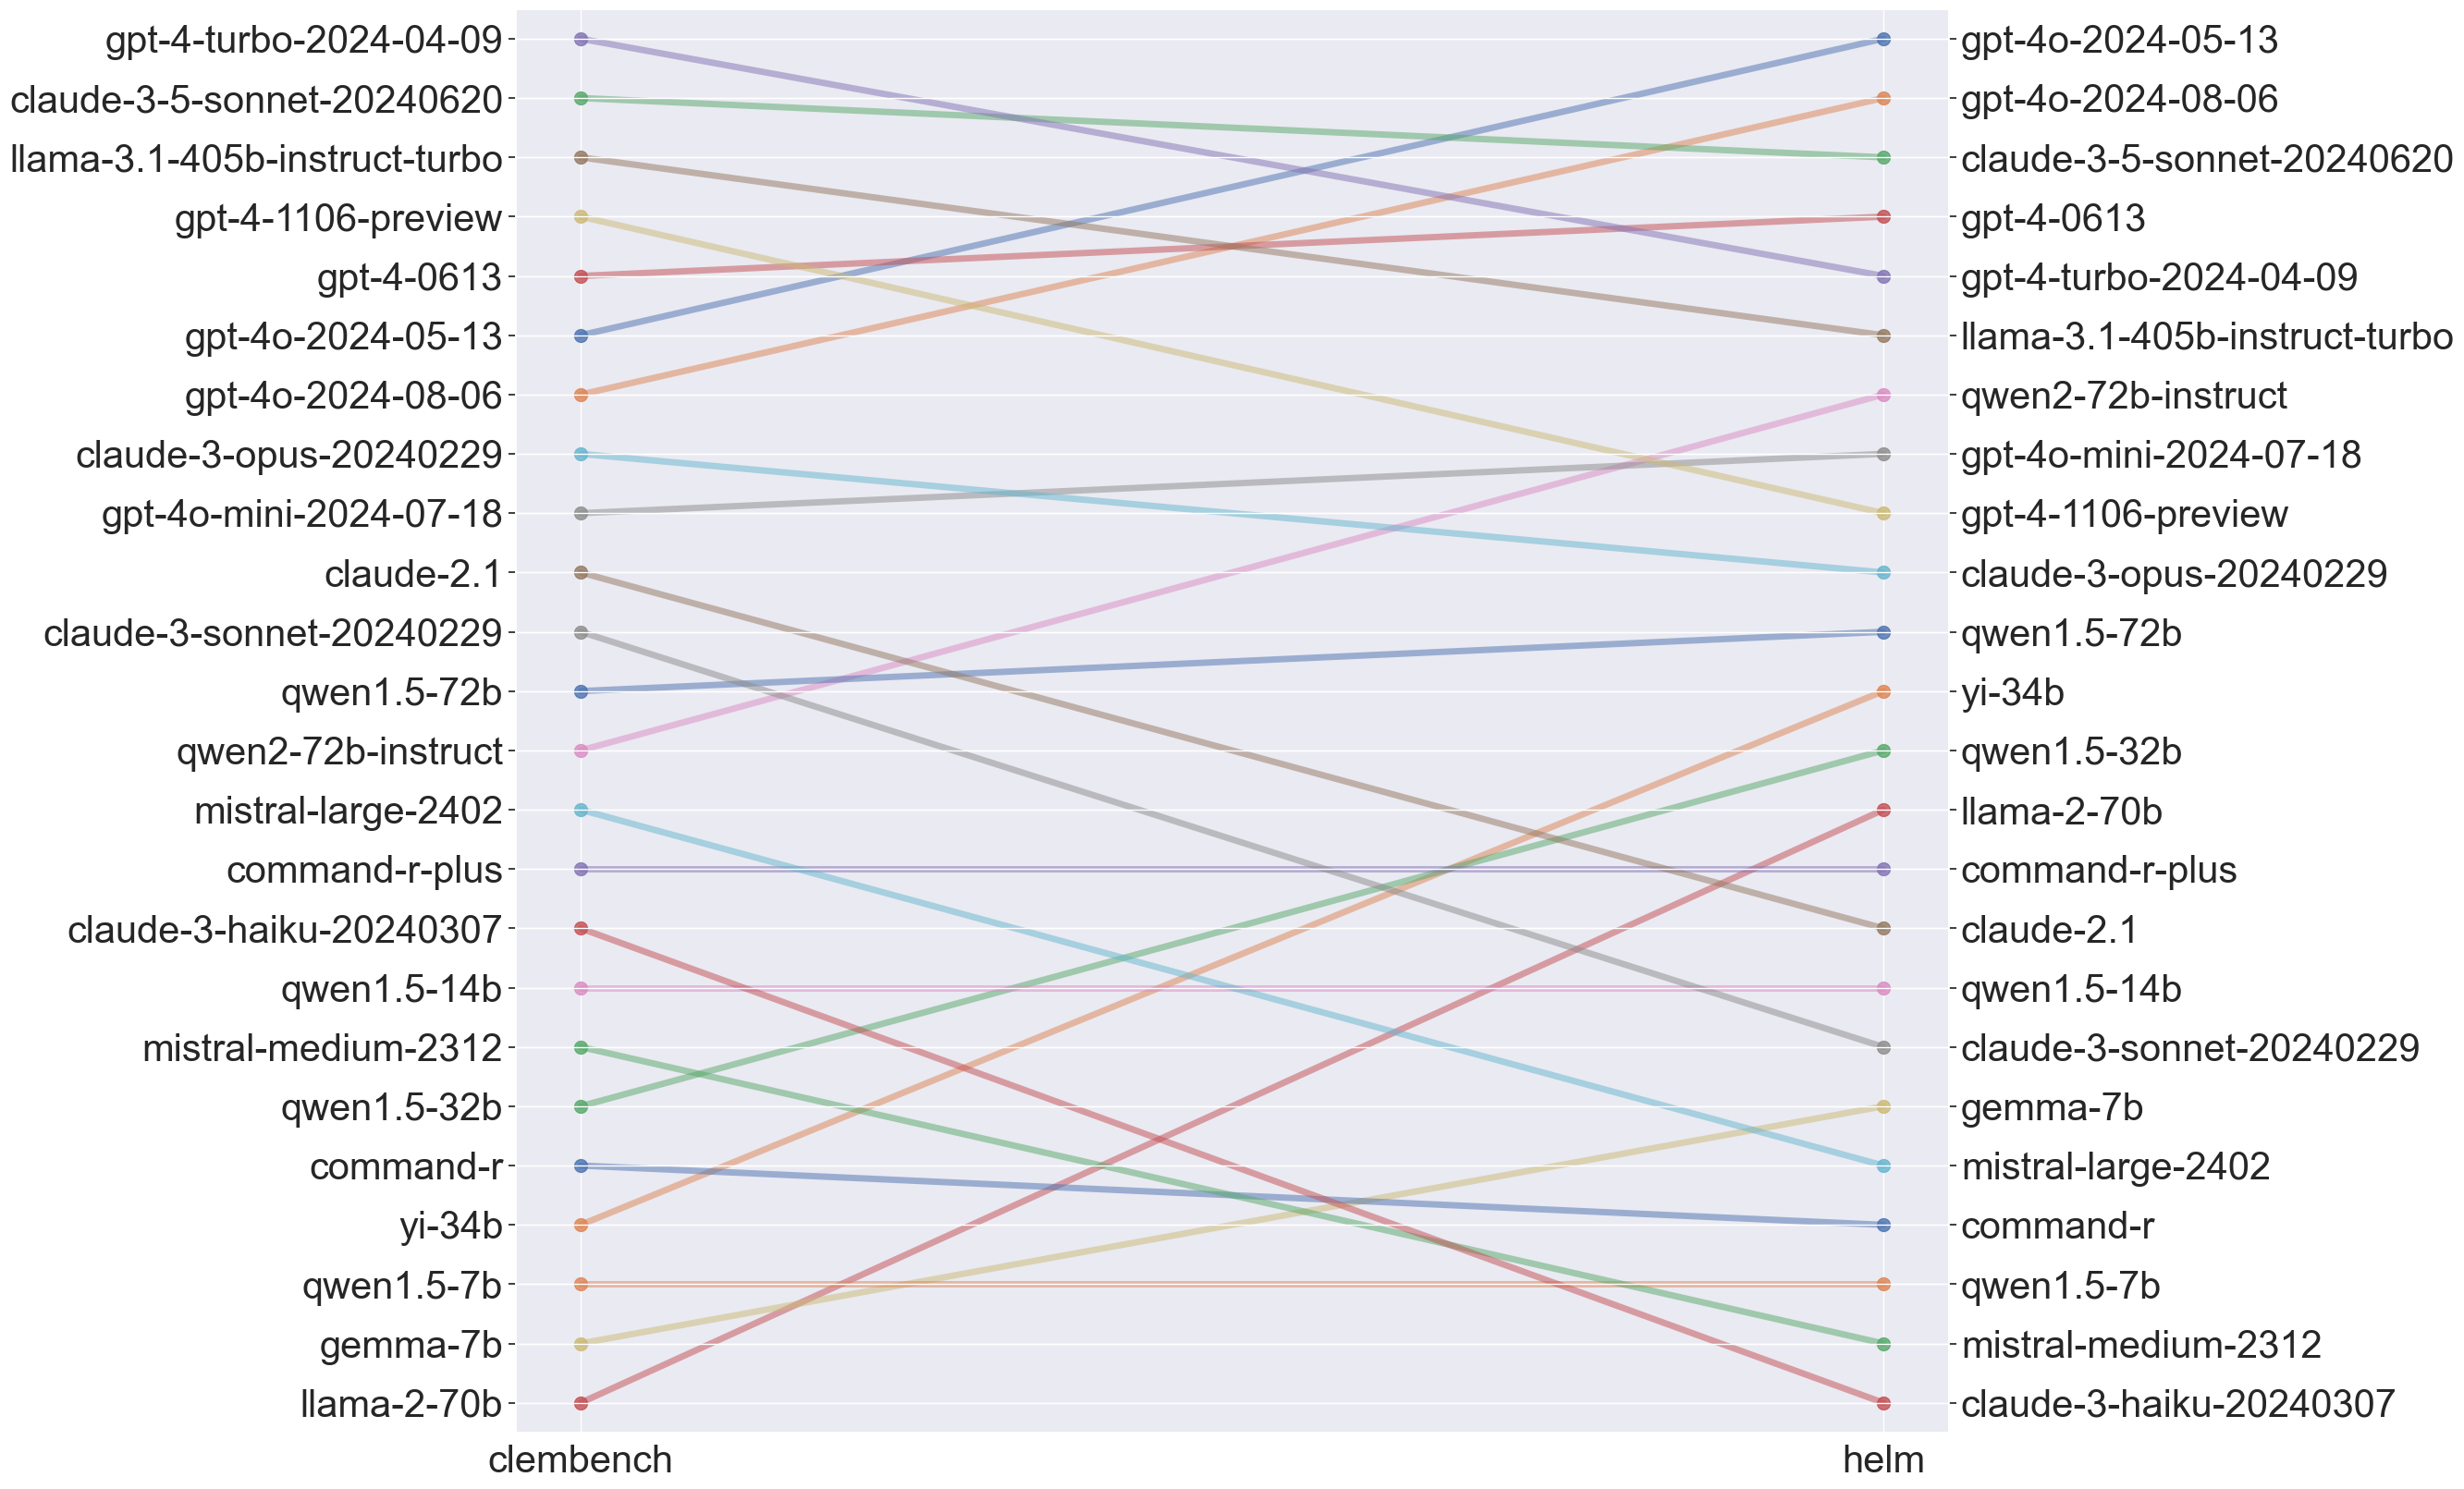 gpt-4-turbo-2024-04-09
claude-3-5-sonnet-20240620
llama-3.1-405b-instruct-turbo
gpt-4-1106-preview
gpt-4-0613
gpt-4o-2024-05-13
gpt-4o-2024-08-06
claude-3-opus-20240229
gpt-4o-mini-2024-07-18
claude-2.1
claude-3-sonnet-20240229
qwen1.5-72b
qwen2-72b-instruct
mistral-large-2402
command-r-plus
claude-3-haiku-20240307
qwen1.5-14b
mistral-medium-2312
qwen1.5-32b
command-r
yi-34b
qwen1.5-7b
gemma-7b
llama-2-70b
gpt-4o-2024-05-13
gpt-4o-2024-08-06
claude-3-5-sonnet-20240620
gpt-4-0613
gpt-4-turbo-2024-04-09
llama-3.1-405b-instruct-turbo
qwen2-72b-instruct
gpt-4o-mini-2024-07-18
gpt-4-1106-preview
claude-3-opus-20240229
qwen1.5-72b
yi-34b
qwen1.5-32b
llama-2-70b
command-r-plus
claude-2.1
qwen1.5-14b
claude-3-sonnet-20240229
gemma-7b
mistral-large-2402
command-r
qwen1.5-7b
mistral-medium-2312
claude-3-haiku-20240307
clembench
helm